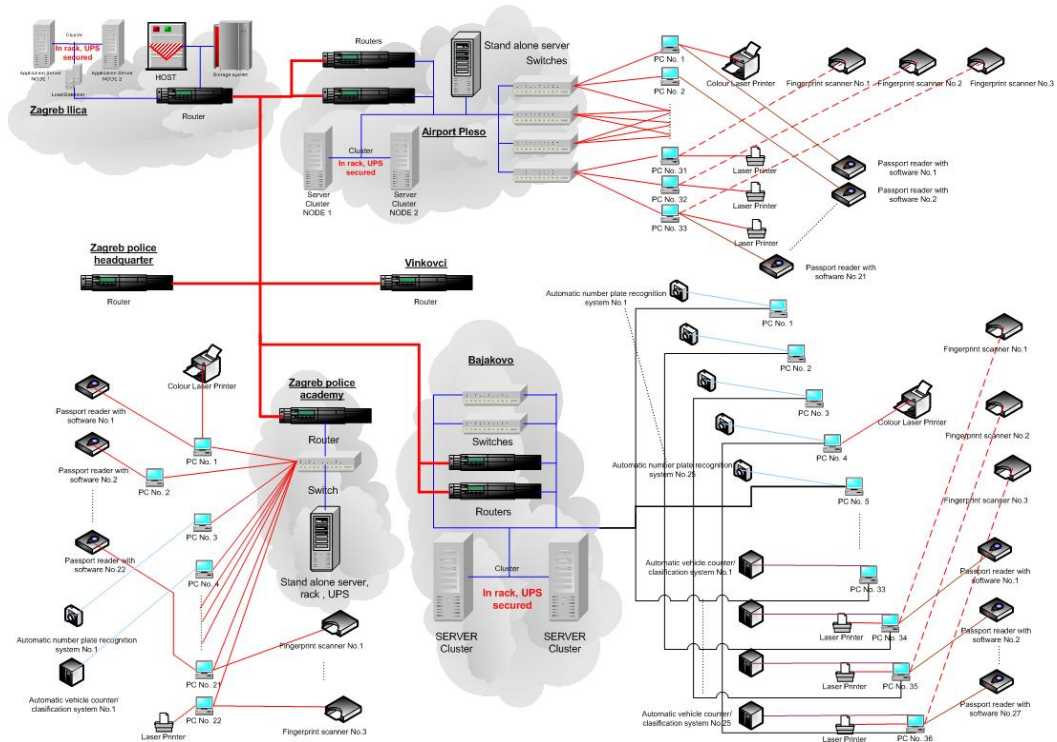 Cluster
In rack, UPS
secured
Application Server
NODE 1
Application Server
NODE 2
Load Balancer
HOST
Storage system
Router
Zagreb Ilica
Routers
Stand alone server
Switches
Airport Pleso
Cluster
In rack, UPS
secured
Server
Cluster
NODE 1
Server
Cluster
NODE 2
PC No. 1
Colour Laser Printer
PC No. 2
Fingerprint scanner No.1
Fingerprint scanner No.2
Fingerprint scanner No.3
PC No. 31
Laser Printer
PC No. 32
Laser Printer
PC No. 33
Laser Printer
Passport reader with
software No.1
Passport reader with
software No.2
Passport reader with
software No.21
Zagreb police
headquarter
Router
Vinkovci
Router
Zagreb police
academy
Router
Switch
Stand alone server,
rack , UPS
Colour Laser Printer
Passport reader with
software No.1
PC No. 1
Passport reader with
software No.2
PC No. 2
PC No. 3
Passport reader with
software No.22
PC No. 4
Automatic number plate recognition
system No.1
Fingerprint scanner No.1
PC No. 21
Automatic vehicle counter/
clasification system No.1
PC No. 22
Laser Printer
Fingerprint scanner No.3
Bajakovo
Switches
Routers
Cluster
In rack, UPS
secured
SERVER
Cluster
SERVER
Cluster
Automatic number plate recognition
system No.1
PC No. 1
PC No. 2
PC No. 3
Colour Laser Printer
PC No. 4
Automatic number plate recognition
system No.25
PC No. 5
Fingerprint scanner No.1
Fingerprint scanner No.2
Fingerprint scanner No.3
Automatic vehicle counter/
clasification system No.1
PC No. 33
Passport reader with
software No.1
Laser Printer
PC No. 34
Passport reader with
software No.2
Laser Printer
PC No. 35
Automatic vehicle counter/
clasification system No.25
Laser Printer
PC No. 36
Passport reader with
software No.27